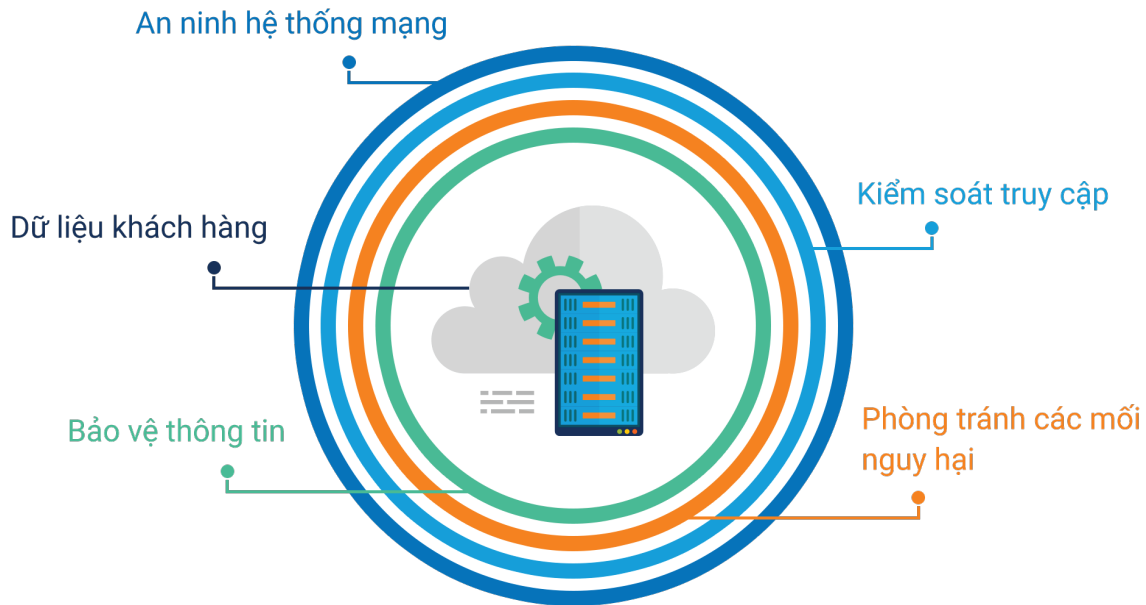 An ninh hệ thống mạng
Kiểm soát truy cập
Dữ liệu khách hàng
Bảo vệ thông tin
Phòng tránh các mối
nguy hại